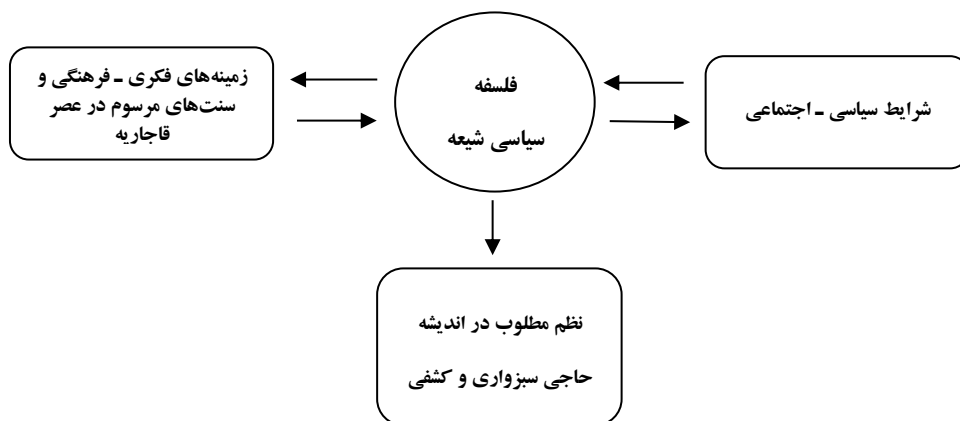 فلسفه
سیاسی شیعه
شرایط سیاسی ـ اجتماعی
زمینه‌های فکری ـ فرهنگی و
سنت‌های مرسوم در عصر
قاجاریه
نظم مطلوب در اندیشه
حاجی سبزواری و کشفی